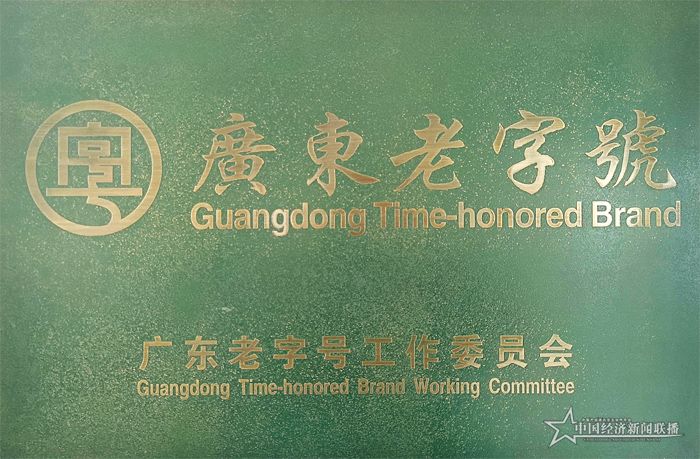 廣東老字號
Guangdong Time-honored Brand
广东老字号工作委员会
Guangdong Time-honored Brand Working Committee
中国经济新闻联播